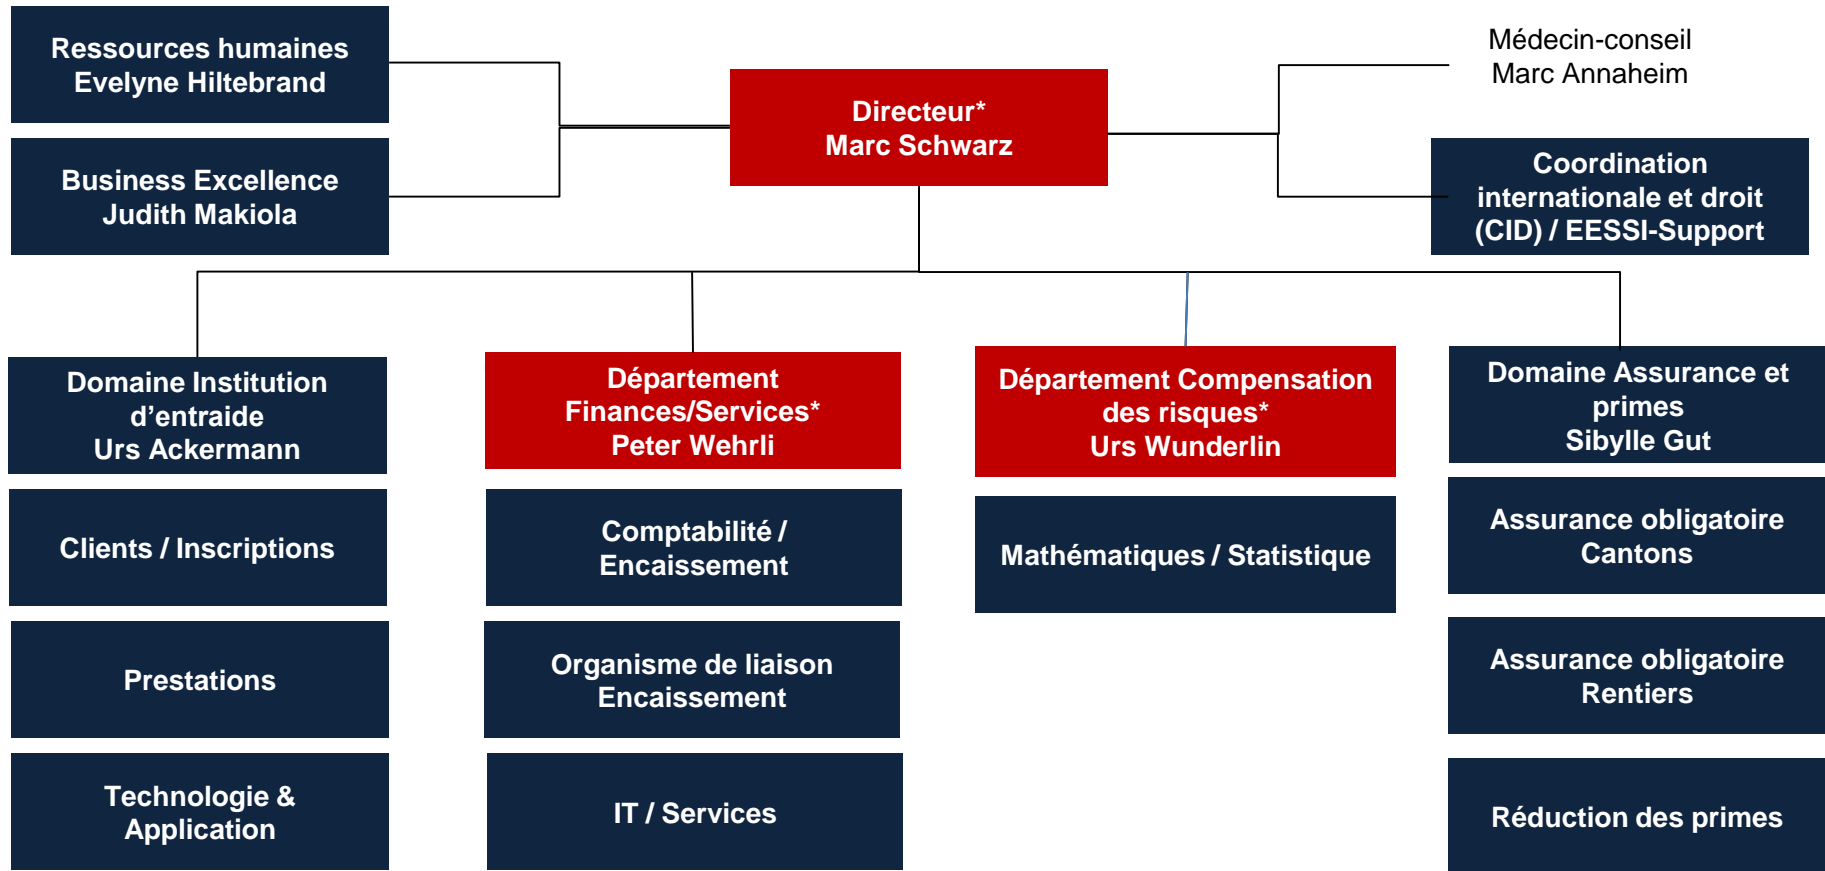 Ressources humaines
Evelyne Hiltebrand
Médecin-conseil
Marc Annaheim
Directeur*
Marc Schwarz
Business Excellence
Judith Makiola
Coordination
internationale et droit
(CID) / EESSI-Support
Domaine Institution
d’entraide
Urs Ackermann
Département
Finances/Services*
Peter Wehrli
Département Compensation
des risques*
Urs Wunderlin
Domaine Assurance et
primes
Sibylle Gut
Clients / Inscriptions
Comptabilité /
Encaissement
Mathématiques / Statistique
Assurance obligatoire
Cantons
Prestations
Organisme de liaison
Encaissement
Assurance obligatoire
Rentiers
Technologie &
Application
IT / Services
Réduction des primes